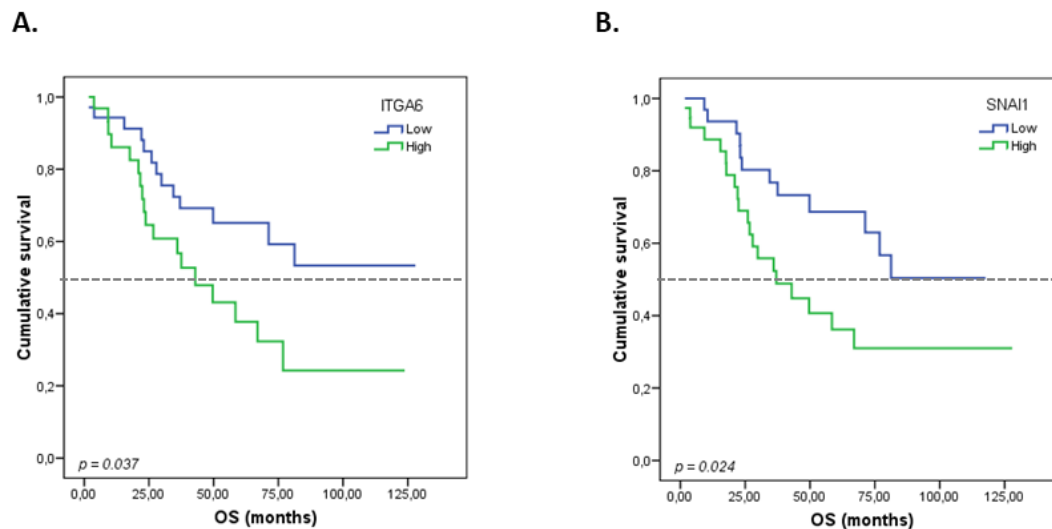 A.
ITGA6
Low
High
Cumulative survival
1,0
0,8
0,6
0,4
0,2
0,0
p = 0.037
0,00 25,00 50,00 75,00 100,00 125,00
OS (months)
B.
SNAI1
Low
High
Cumulative survival
1,0
0,8
0,6
0,4
0,2
0,0
p = 0.024
0,00 25,00 50,00 75,00 100,00 125,00
OS (months)